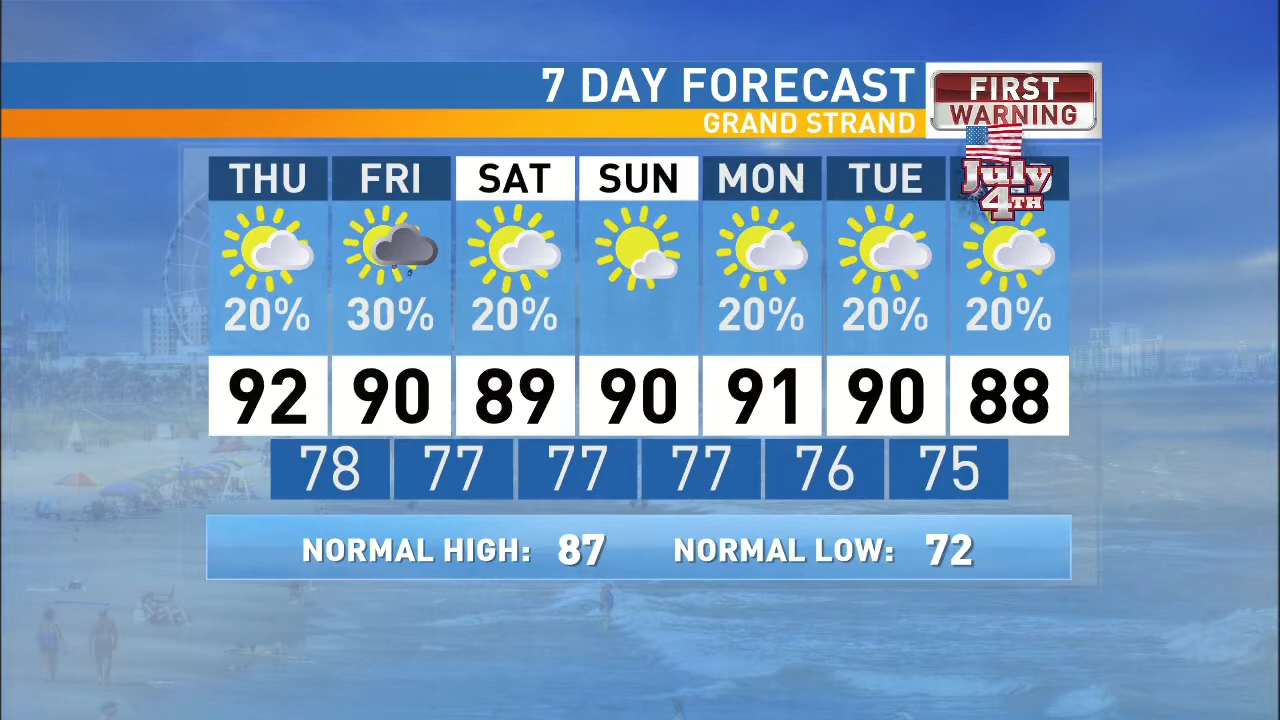 7 DAY FORECAST
GRAND STRAND
FIRST
WARNING
THU FRI SAT SUN MON TUE
July
4TH
20% 30% 20% 20% 20% 20%
92 90 89 90 91 90 88
78 77 77 77 76 75
NORMAL HIGH: 87 NORMAL LOW: 72